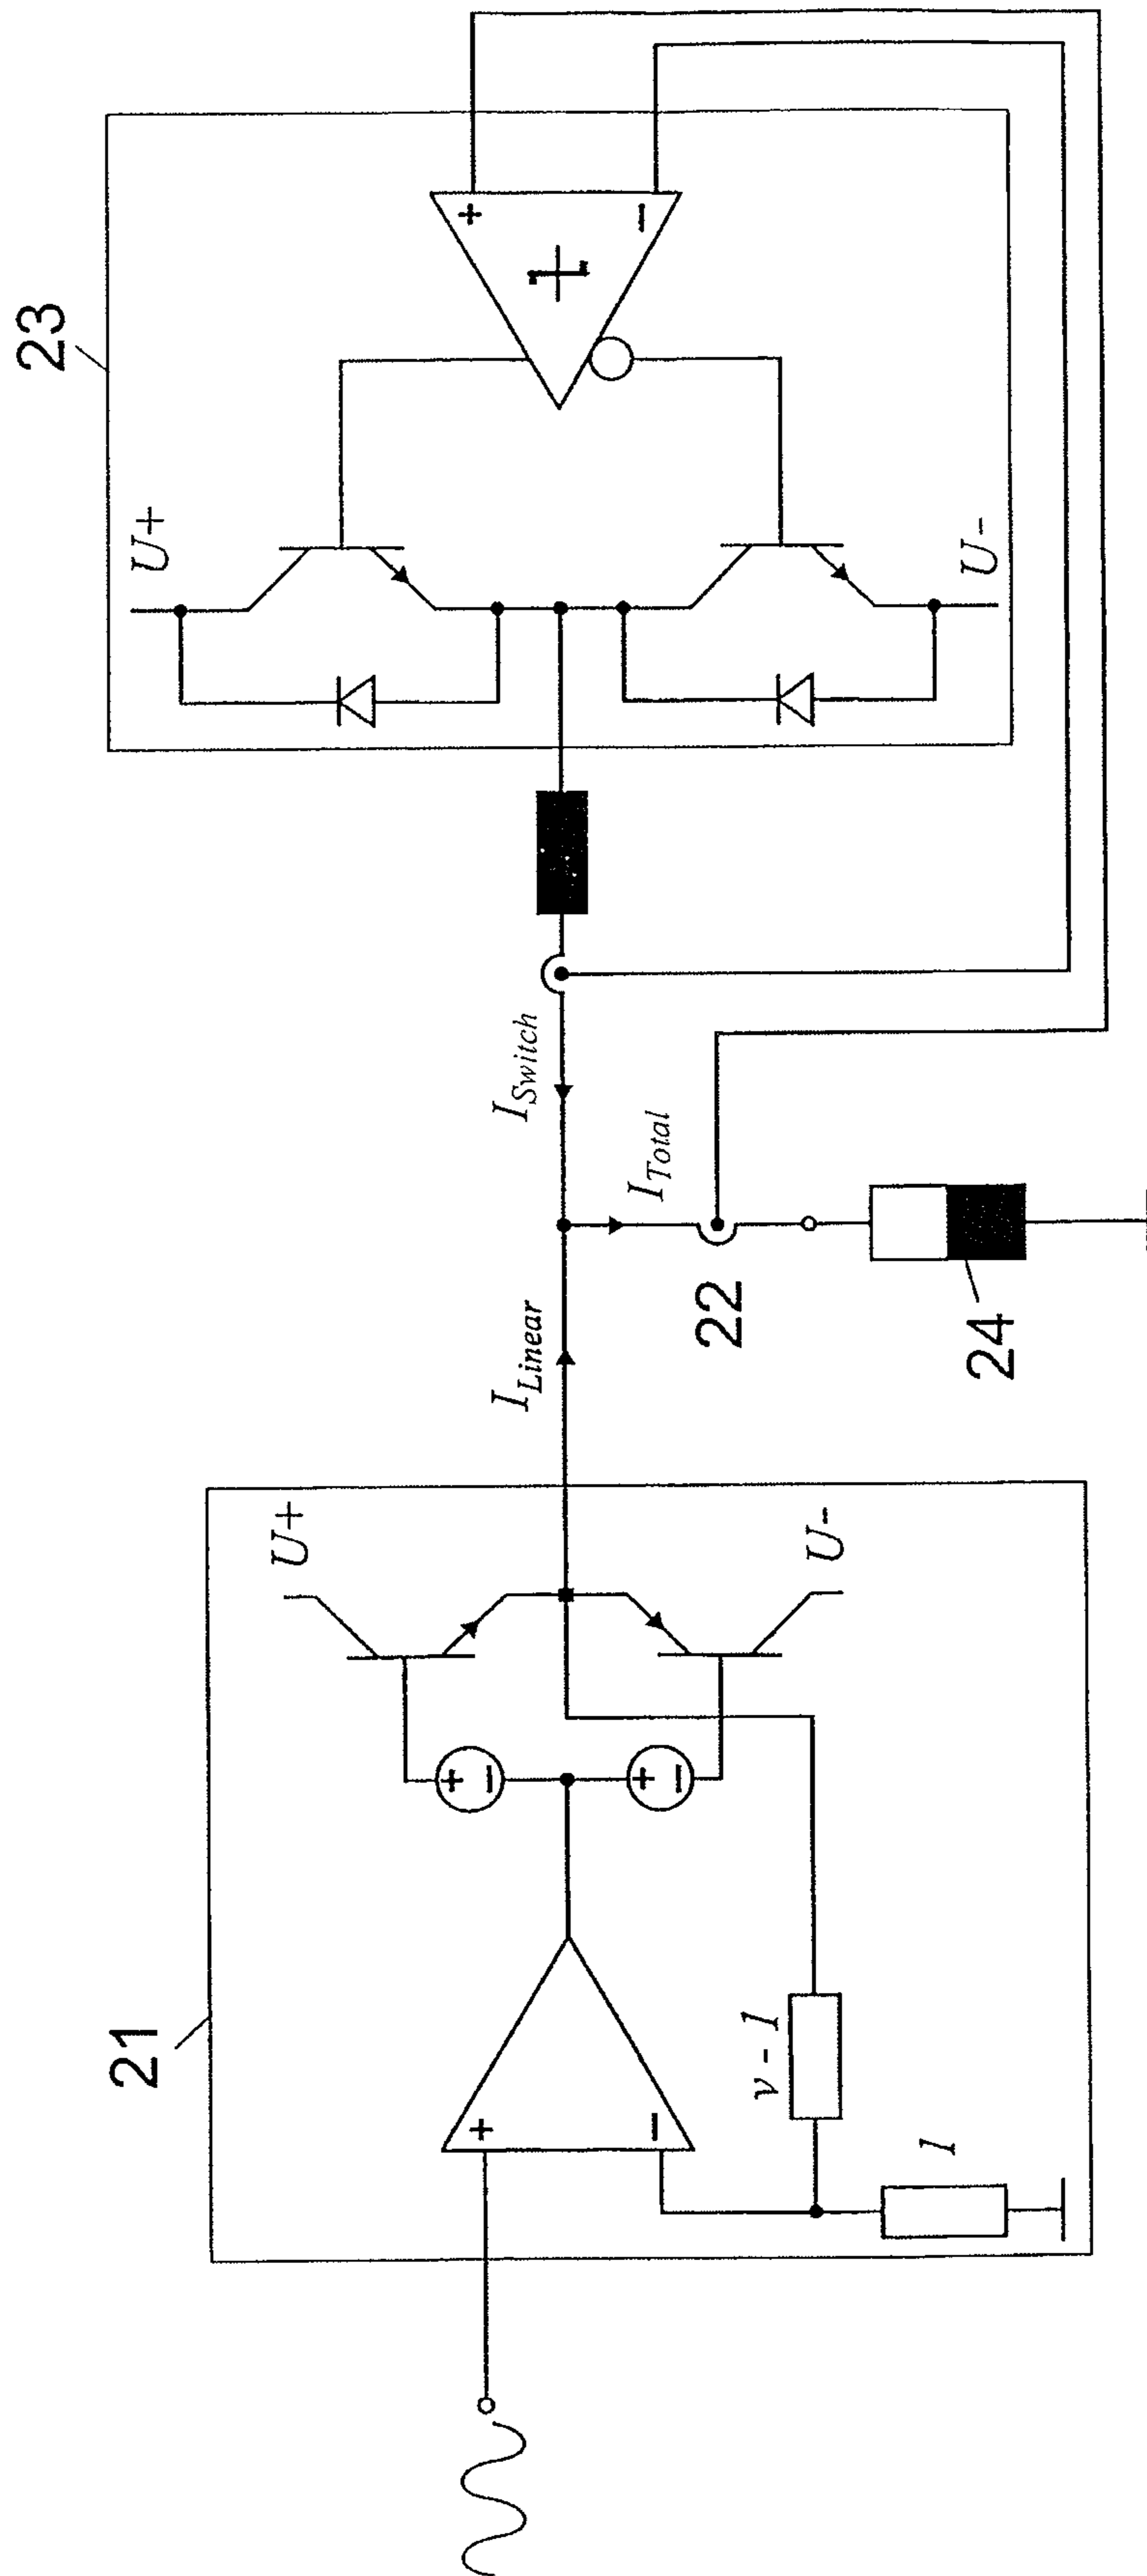 23
U+
+
−
U-
I_Switch
I_Total
22
24
I_Linear
21
U+
U-
+
−
+
−
+
−
v - 1
1